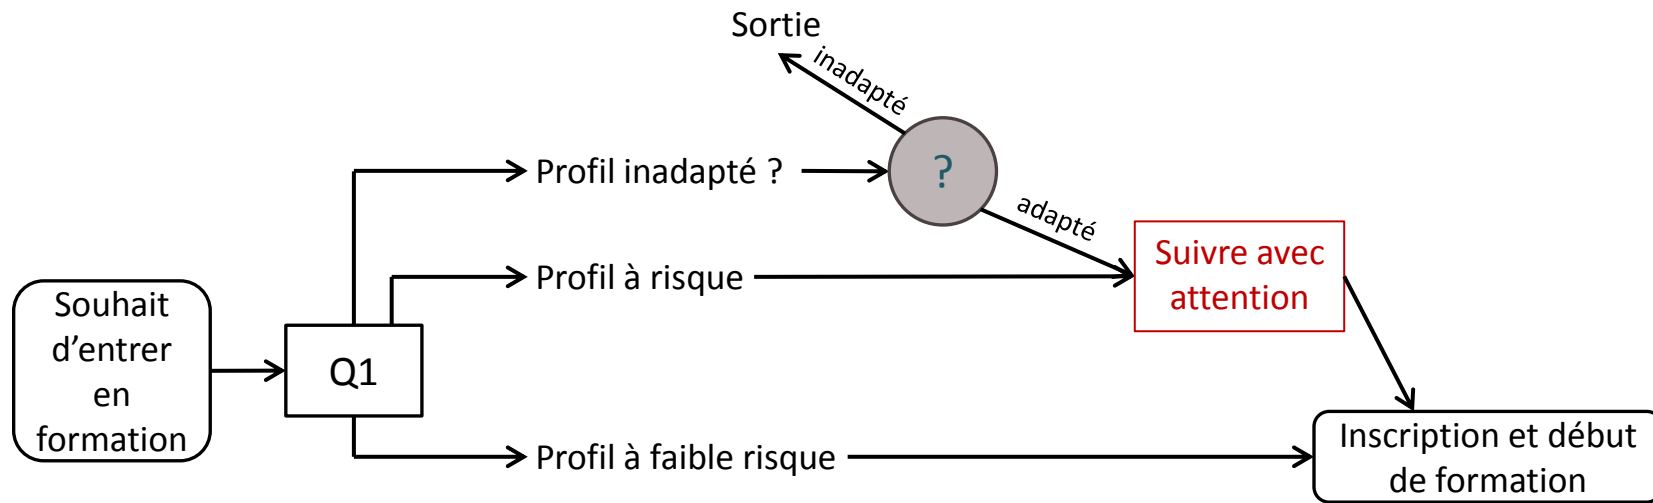 Sortie
inadapté
Profil inadapté ?
?
adapté
Suivre avec
attention
Profil à risque
Souhait
d’entrer
en
formation
Q1
Profil à faible risque
Inscription et début
de formation